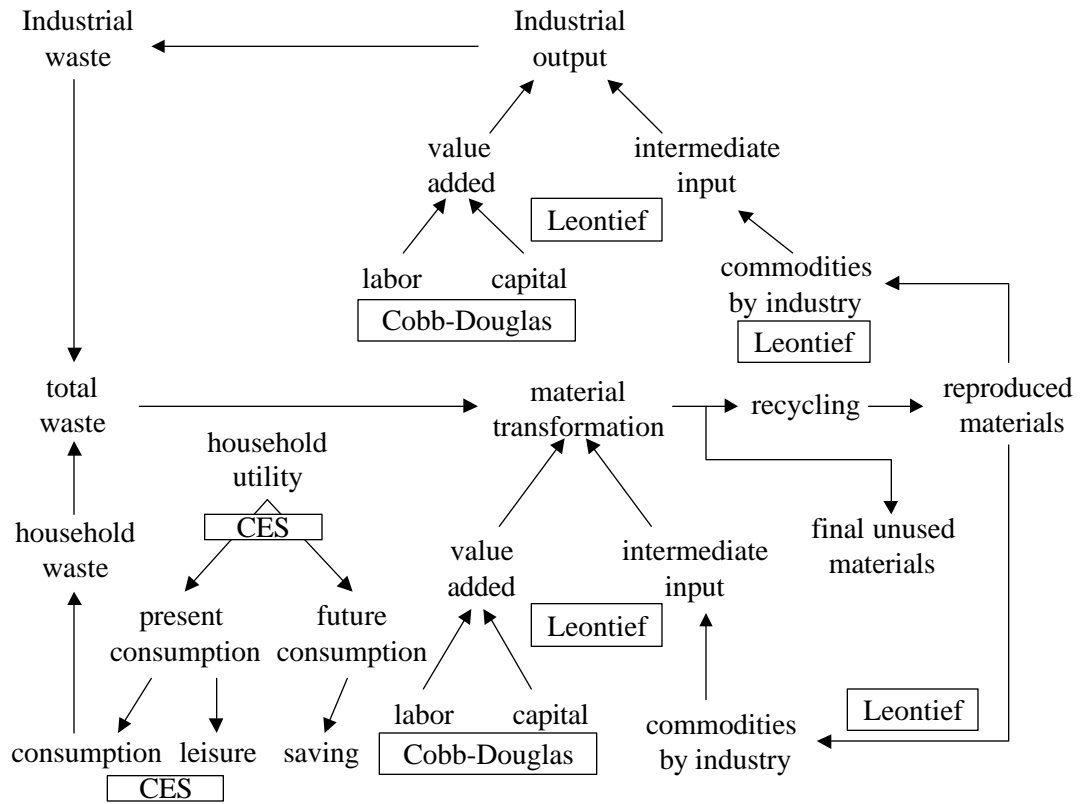 Industrial
waste
Industrial
output
value
added
intermediate
input
Leontief
labor
capital
Cobb-Douglas
commodities
by industry
Leontief
total
waste
material
transformation
recycling
reproduced
materials
household
utility
CES
household
waste
value
added
intermediate
input
final unused
materials
present
consumption
future
consumption
Leontief
labor
capital
Cobb-Douglas
commodities
by industry
Leontief
consumption
leisure
saving
CES